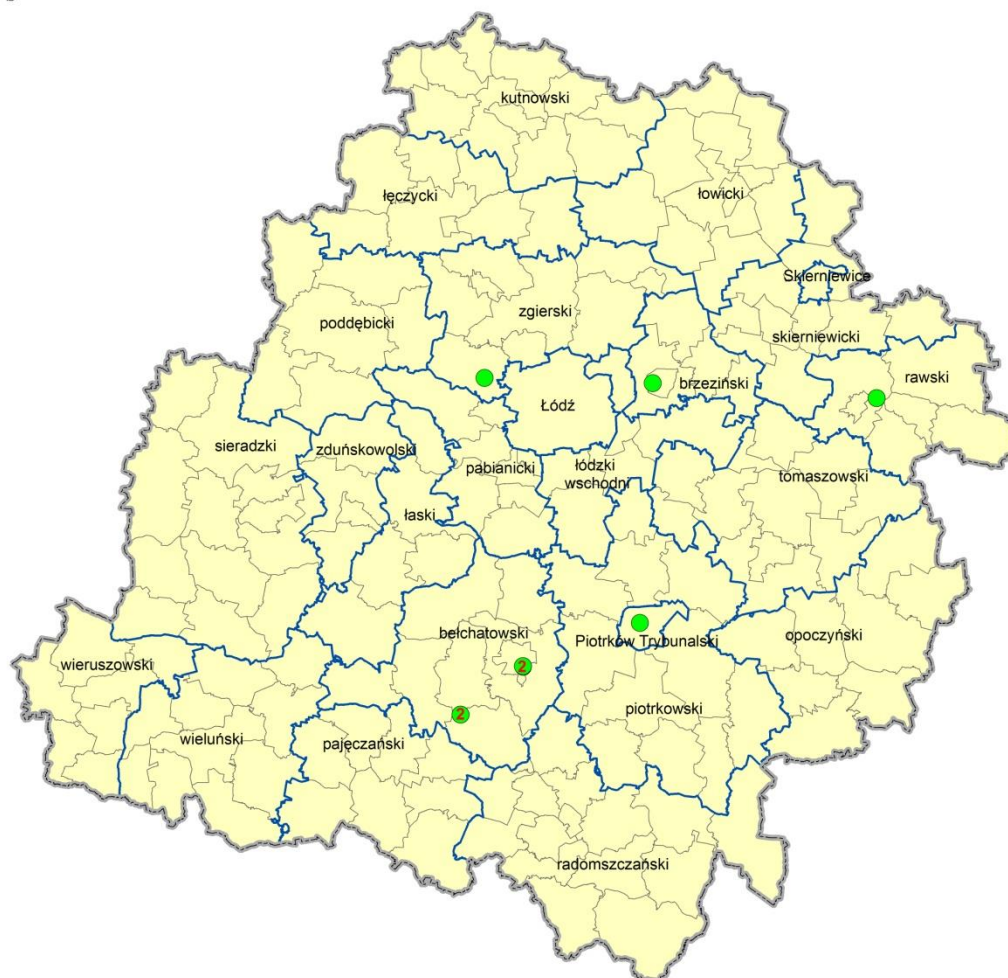 kutnowski
łęczycki
łowicki
Skierniewice
poddębicki
zgierski
skierniewicki
rawski
brzeziński
Łódź
sieradzki
zduńskowolski
pabianicki
łódzki
wschodni
tomaszowski
łaski
bełchatowski
Piotrków Trybunalski
opoczyński
wieruszowski
2
piotrkowski
2
wieluński
pajęczański
radomszczański